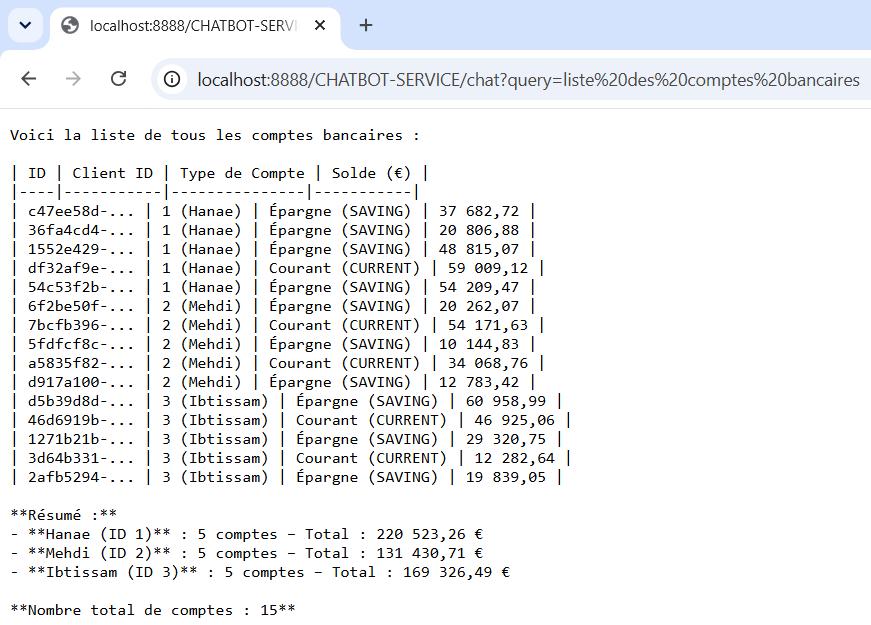 localhost:8888/CHATBOT-SERVI
localhost:8888/CHATBOT-SERVICE/chat?query=liste%20des%20comptes%20bancaires
Voici la liste de tous les comptes bancaires :
| ID | Client ID | Type de Compte | Solde (€) |
|----|-----------|---------------|-----------|
| c47ee58d-... | 1 (Hanae) | Épargne (SAVING) | 37 682,72 |
| 36fa4cd4-... | 1 (Hanae) | Épargne (SAVING) | 20 806,88 |
| 1552e429-... | 1 (Hanae) | Épargne (SAVING) | 48 815,07 |
| df32af9e-... | 1 (Hanae) | Courant (CURRENT) | 59 009,12 |
| 54c53f2b-... | 1 (Hanae) | Épargne (SAVING) | 54 209,47 |
| 6f2be50f-... | 2 (Mehdi) | Épargne (SAVING) | 20 262,07 |
| 7bcfb396-... | 2 (Mehdi) | Courant (CURRENT) | 54 171,63 |
| 5fdfcf8c-... | 2 (Mehdi) | Épargne (SAVING) | 10 144,83 |
| a5835f82-... | 2 (Mehdi) | Courant (CURRENT) | 34 068,76 |
| d917a100-... | 2 (Mehdi) | Épargne (SAVING) | 12 783,42 |
| d5b39d8d-... | 3 (Ibtissam) | Épargne (SAVING) | 60 958,99 |
| 46d6919b-... | 3 (Ibtissam) | Courant (CURRENT) | 46 925,06 |
| 1271b21b-... | 3 (Ibtissam) | Épargne (SAVING) | 29 320,75 |
| 3d64b331-... | 3 (Ibtissam) | Courant (CURRENT) | 12 282,64 |
| 2afb5294-... | 3 (Ibtissam) | Épargne (SAVING) | 19 839,05 |
**Résumé :**
- **Hanae (ID 1)** : 5 comptes – Total : 220 523,26 €
- **Mehdi (ID 2)** : 5 comptes – Total : 131 430,71 €
- **Ibtissam (ID 3)** : 5 comptes – Total : 169 326,49 €
**Nombre total de comptes : 15**